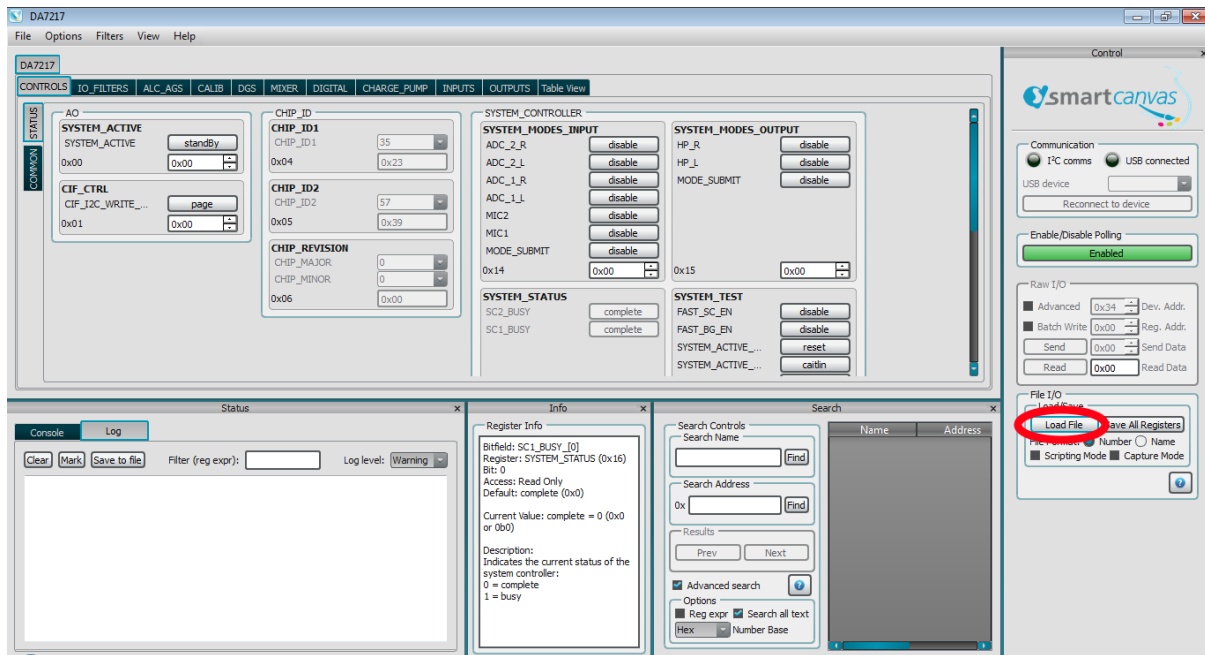 DA7217
File Options Filters View Help
DA7217
CONTROLS IO_FILTERS ALC_AGS CALIB DGS MIXER DIGITAL CHARGE_PUMP INPUTS OUTPUTS Table View
STATUS
COMMON
AO
SYSTEM_ACTIVE
SYSTEM_ACTIVE standBy
0x00 0x00
CIF_CTRL
CIF_I2C_WRITE_... page
0x01 0x00
CHIP_ID
CHIP_ID1
CHIP_ID1 35
0x04 0x23
CHIP_ID2
CHIP_ID2 57
0x05 0x39
CHIP_REVISION
CHIP_MAJOR 0
CHIP_MINOR 0
0x06 0x00
SYSTEM_CONTROLLER
SYSTEM_MODES_INPUT
ADC_2_R disable
ADC_2_L disable
ADC_1_R disable
ADC_1_L disable
MIC2 disable
MIC1 disable
MODE_SUBMIT disable
0x14 0x00
SYSTEM_MODES_OUTPUT
HP_R disable
HP_L disable
MODE_SUBMIT disable
0x15 0x00
SYSTEM_STATUS
SC2_BUSY complete
SC1_BUSY complete
SYSTEM_TEST
FAST_SC_EN disable
FAST_BG_EN disable
SYSTEM_ACTIVE_... reset
SYSTEM_ACTIVE_... caitlin
Status
Console Log
Clear Mark Save to file Filter (reg expr): Log level: Warning
Info
Register Info
Bitfield: SC1_BUSY_[0]
Register: SYSTEM_STATUS (0x16)
Bit: 0
Access: Read Only
Default: complete (0x0)
Current Value: complete = 0 (0x0
or 0b0)
Description:
Indicates the current status of the
system controller:
0 = complete
1 = busy
Search
Search Controls
Search Name
Find
Search Address
0x Find
Results
Prev Next
Advanced search
Options
Reg expr Search all text
Hex Number Base
Name Address
Control
smartcanvas
Communication
I²C comms USB connected
USB device
Reconnect to device
Enable/Disable Polling
Enabled
Raw I/O
Advanced 0x34 Dev. Addr.
Batch Write 0x00 Reg. Addr.
Send 0x00 Send Data
Read 0x00 Read Data
File I/O
Load/Save
Load File Save All Registers
File Format Number Name
Scripting Mode Capture Mode